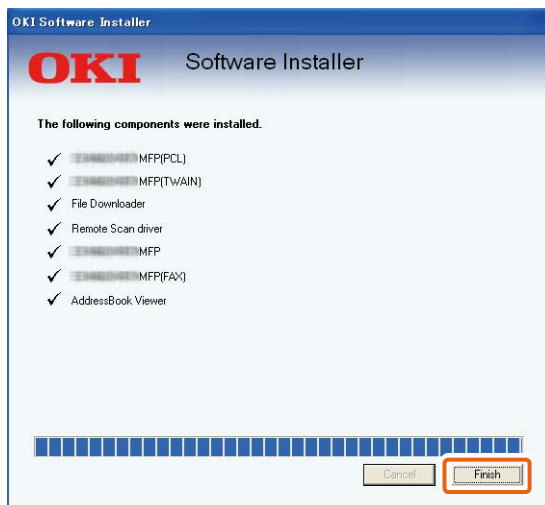 OKI Software Installer
OKI Software Installer
The following components were installed.
MFP(PCL)
MFP(TWAIN)
File Downloader
Remote Scan driver
MFP
MFP(FAX)
AddressBook Viewer
Cancel Finish